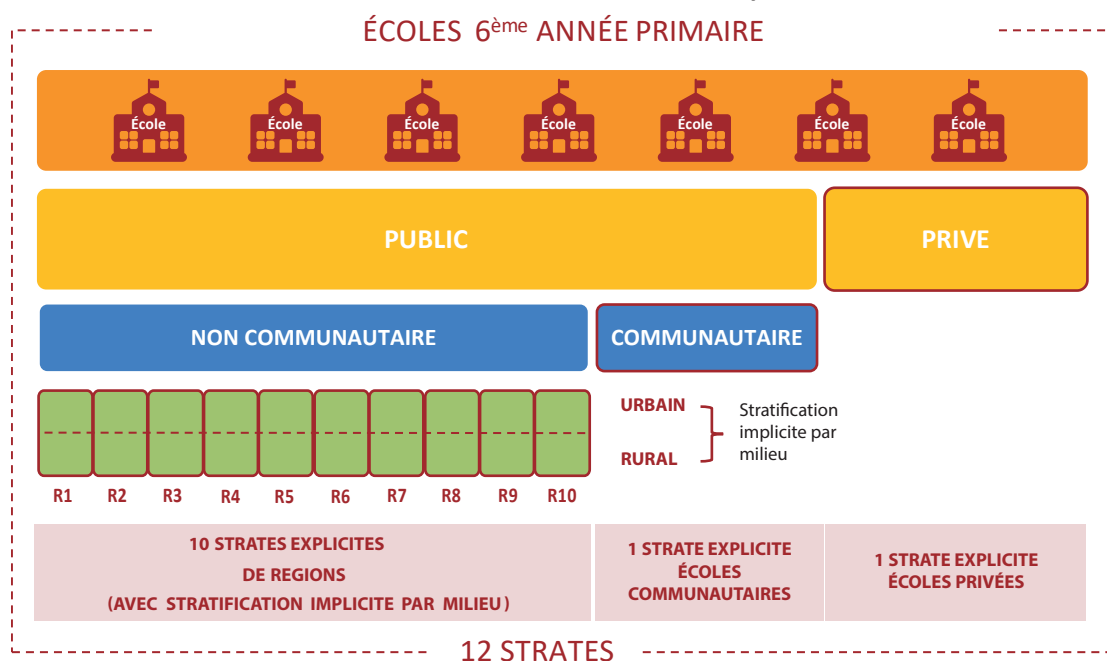 ÉCOLES 6ème ANNÉE PRIMAIRE
École École École École École École École
PUBLIC
PRIVE
NON COMMUNAUTAIRE
COMMUNAUTAIRE
URBAIN
RURAL
Stratification
implicite par
milieu
R1 R2 R3 R4 R5 R6 R7 R8 R9 R10
10 STRATES EXPLICITES
DE REGIONS
(AVEC STRATIFICATION IMPLICITE PAR MILIEU )
1 STRATE EXPLICITE
ÉCOLES
COMMUNAUTAIRES
1 STRATE EXPLICITE
ÉCOLES PRIVÉES
12 STRATES